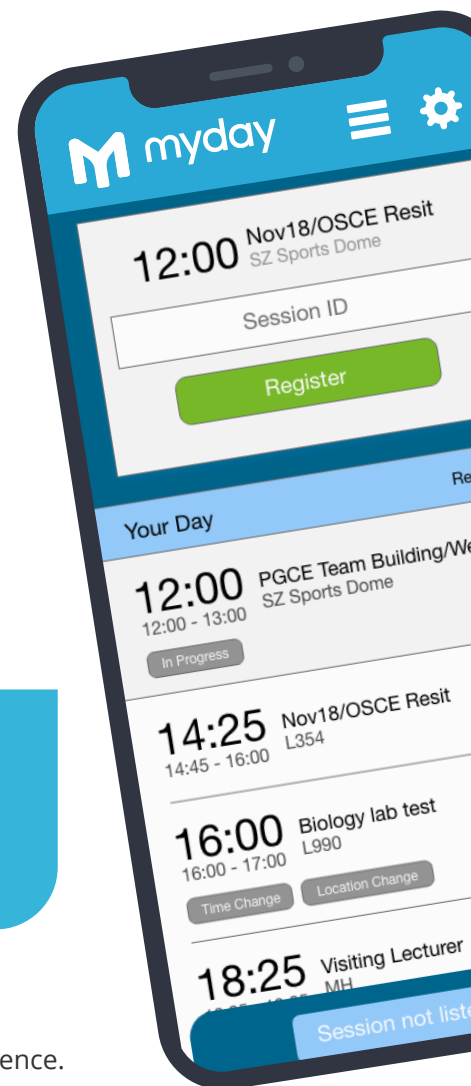 myday
12:00 Nov18/OSCE Resit
SZ Sports Dome
Session ID
Register
Your Day
12:00 PGCE Team Building/We
12:00 - 13:00 SZ Sports Dome
In Progress
14:25 Nov18/OSCE Resit
14:45 - 16:00 L354
16:00 Biology lab test
16:00 - 17:00 L990
Time Change Location Change
18:25 Visiting Lecturer
MH
Session not liste
ence.